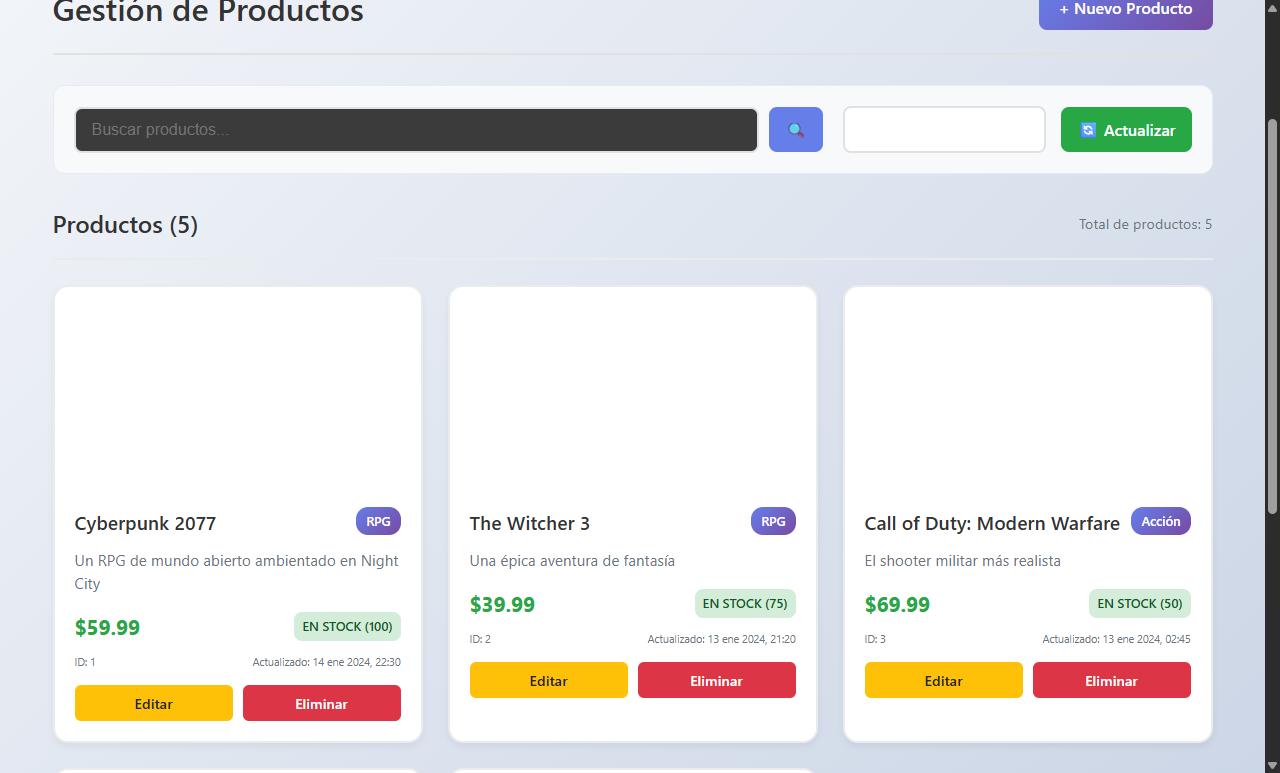 Gestión de Productos
+ Nuevo Producto
Buscar productos...
Actualizar
Productos (5)
Total de productos: 5
Cyberpunk 2077
RPG
Un RPG de mundo abierto ambientado en Night
City
$59.99
EN STOCK (100)
ID: 1
Actualizado: 14 ene 2024, 22:30
Editar
Eliminar
The Witcher 3
RPG
Una épica aventura de fantasía
$39.99
EN STOCK (75)
ID: 2
Actualizado: 13 ene 2024, 21:20
Editar
Eliminar
Call of Duty: Modern Warfare
Acción
El shooter militar más realista
$69.99
EN STOCK (50)
ID: 3
Actualizado: 13 ene 2024, 02:45
Editar
Eliminar